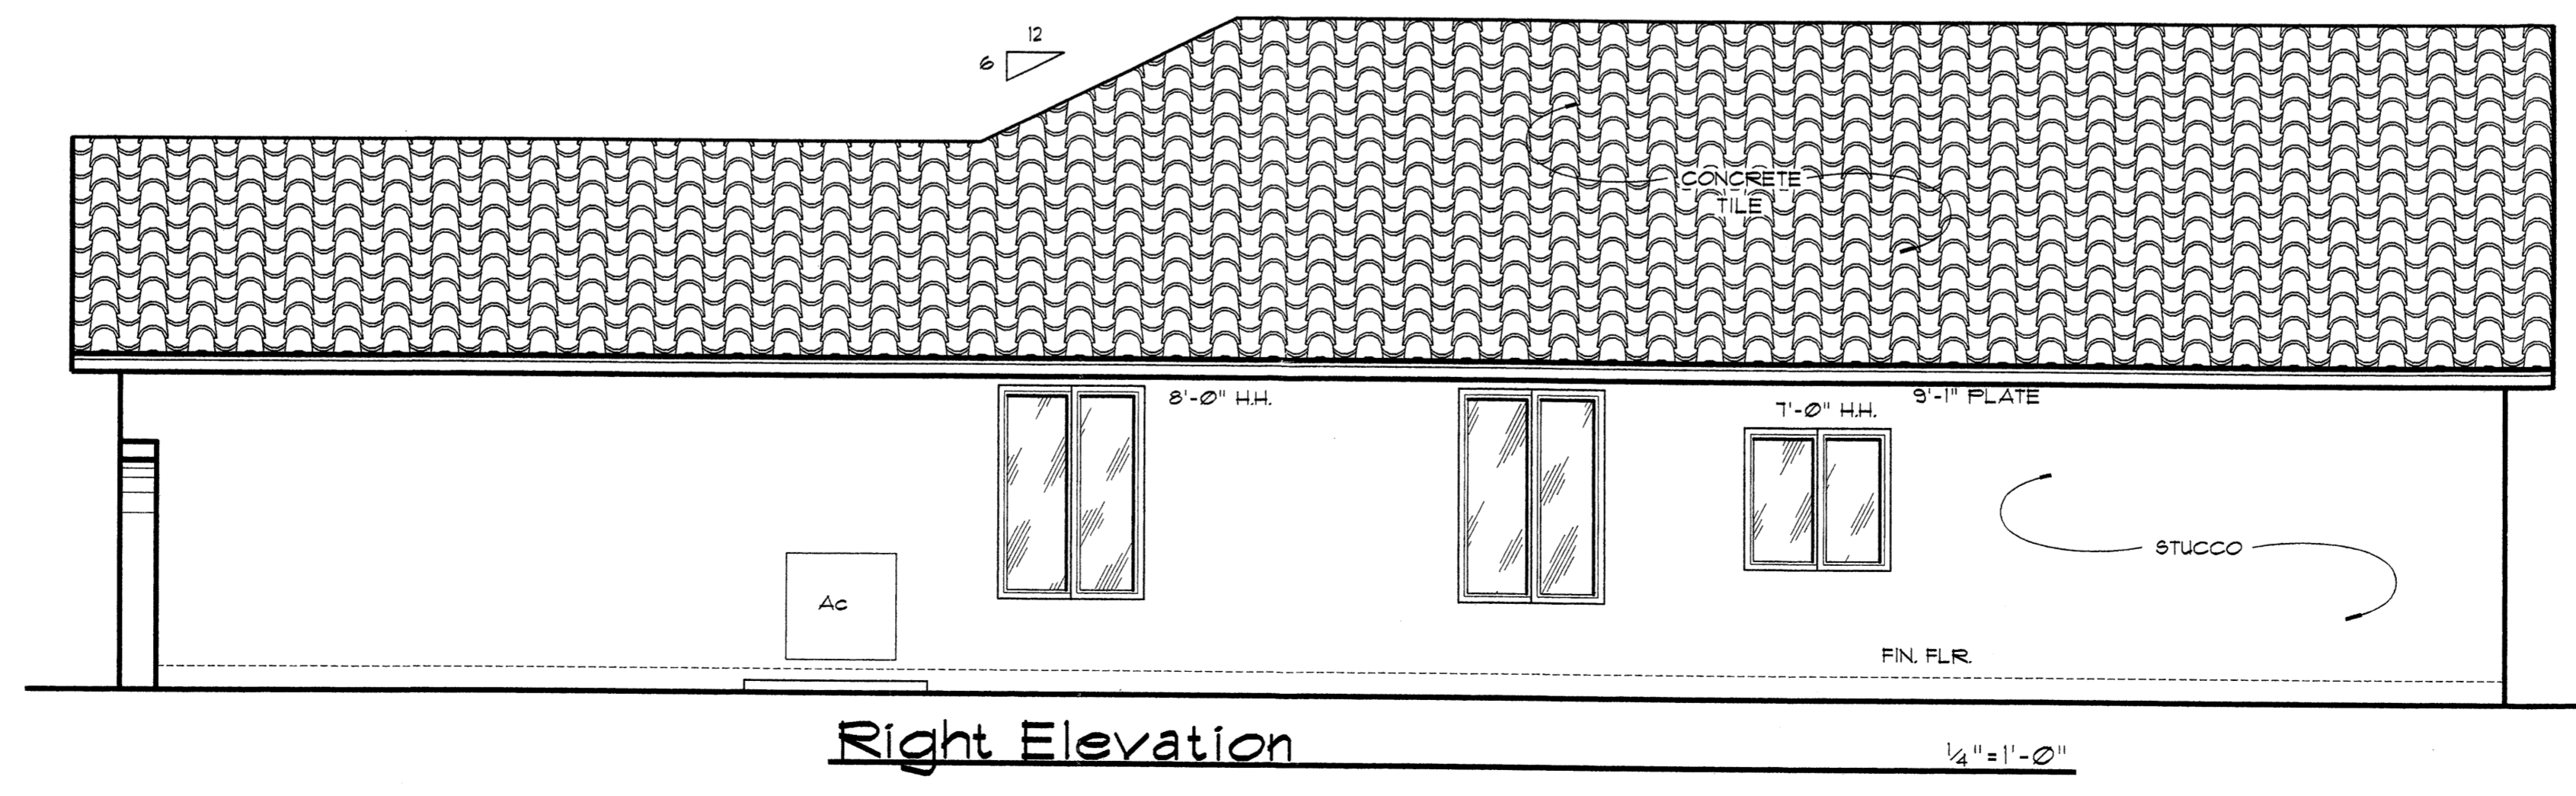 12
6
CONCRETE
TILE
8'-0" H.H.
9'-1" PLATE
7'-0" H.H.
STUCCO
Ac
FIN. FLR.
Right Elevation
1/4"=1'-0"